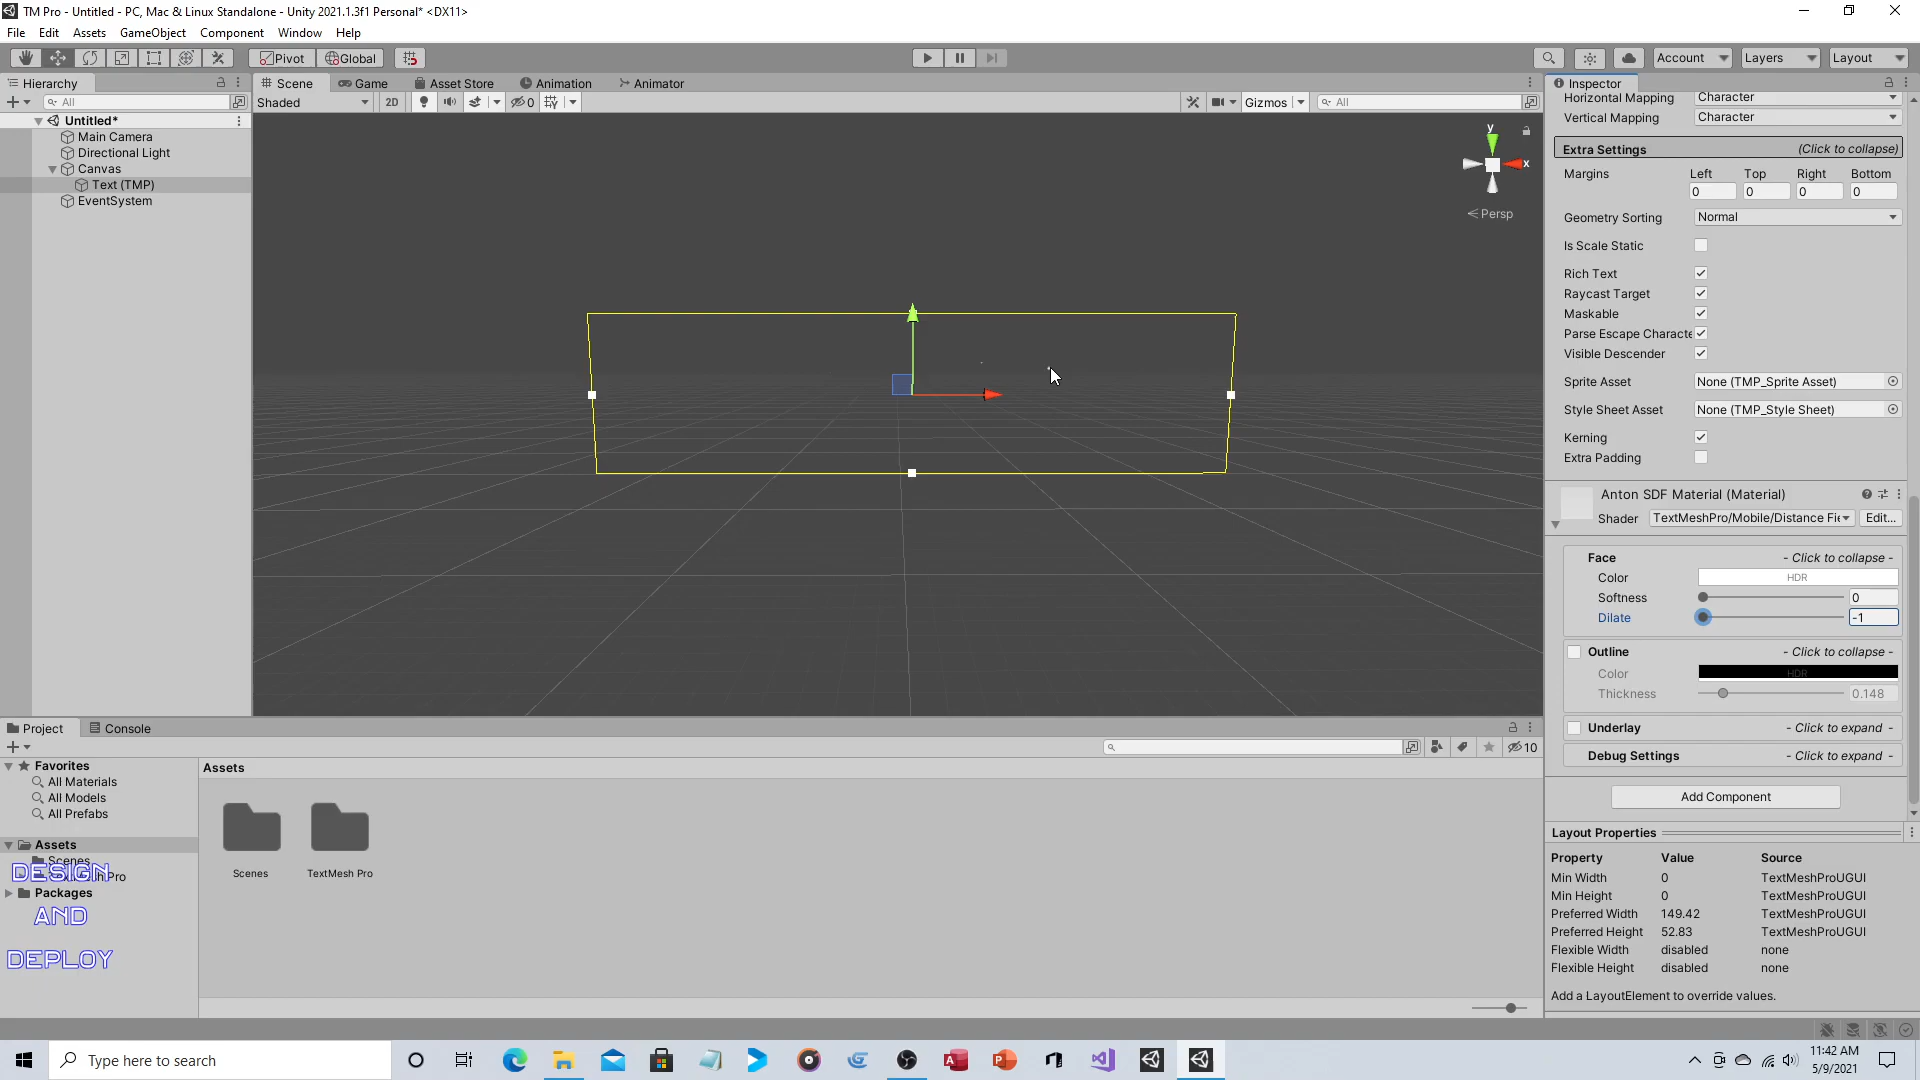 TM Pro - Untitled - PC, Mac & Linux Standalone - Unity 2021.1.3f1 Personal* <DX11>
File Edit Assets GameObject Component Window Help
Pivot Global Account Layers Layout
Hierarchy
All
Untitled*
Main Camera
Directional Light
Canvas
Text (TMP)
EventSystem
Scene Game Asset Store Animation Animator
Shaded 2D 0 Gizmos All
y
x
Persp
Inspector
Horizontal Mapping Character
Vertical Mapping Character
Extra Settings (Click to collapse)
Margins Left Top Right Bottom
0 0 0 0
Geometry Sorting Normal
Is Scale Static
Rich Text
Raycast Target
Maskable
Parse Escape Characte
Visible Descender
Sprite Asset None (TMP_Sprite Asset)
Style Sheet Asset None (TMP_Style Sheet)
Kerning
Extra Padding
Anton SDF Material (Material)
Shader TextMeshPro/Mobile/Distance Fie Edit...
Face - Click to collapse -
Color HDR
Softness 0
Dilate -1
Outline - Click to collapse -
Color HDR
Thickness 0.148
Underlay - Click to expand -
Debug Settings - Click to expand -
Add Component
Layout Properties
Property Value Source
Min Width 0 TextMeshProUGUI
Min Height 0 TextMeshProUGUI
Preferred Width 149.42 TextMeshProUGUI
Preferred Height 52.83 TextMeshProUGUI
Flexible Width disabled none
Flexible Height disabled none
Add a LayoutElement to override values.
Project Console
10
Favorites
All Materials
All Models
All Prefabs
Assets
Scenes
Packages
DESIGN
AND
DEPLOY
Assets
Scenes TextMesh Pro
Type here to search
11:42 AM
5/9/2021